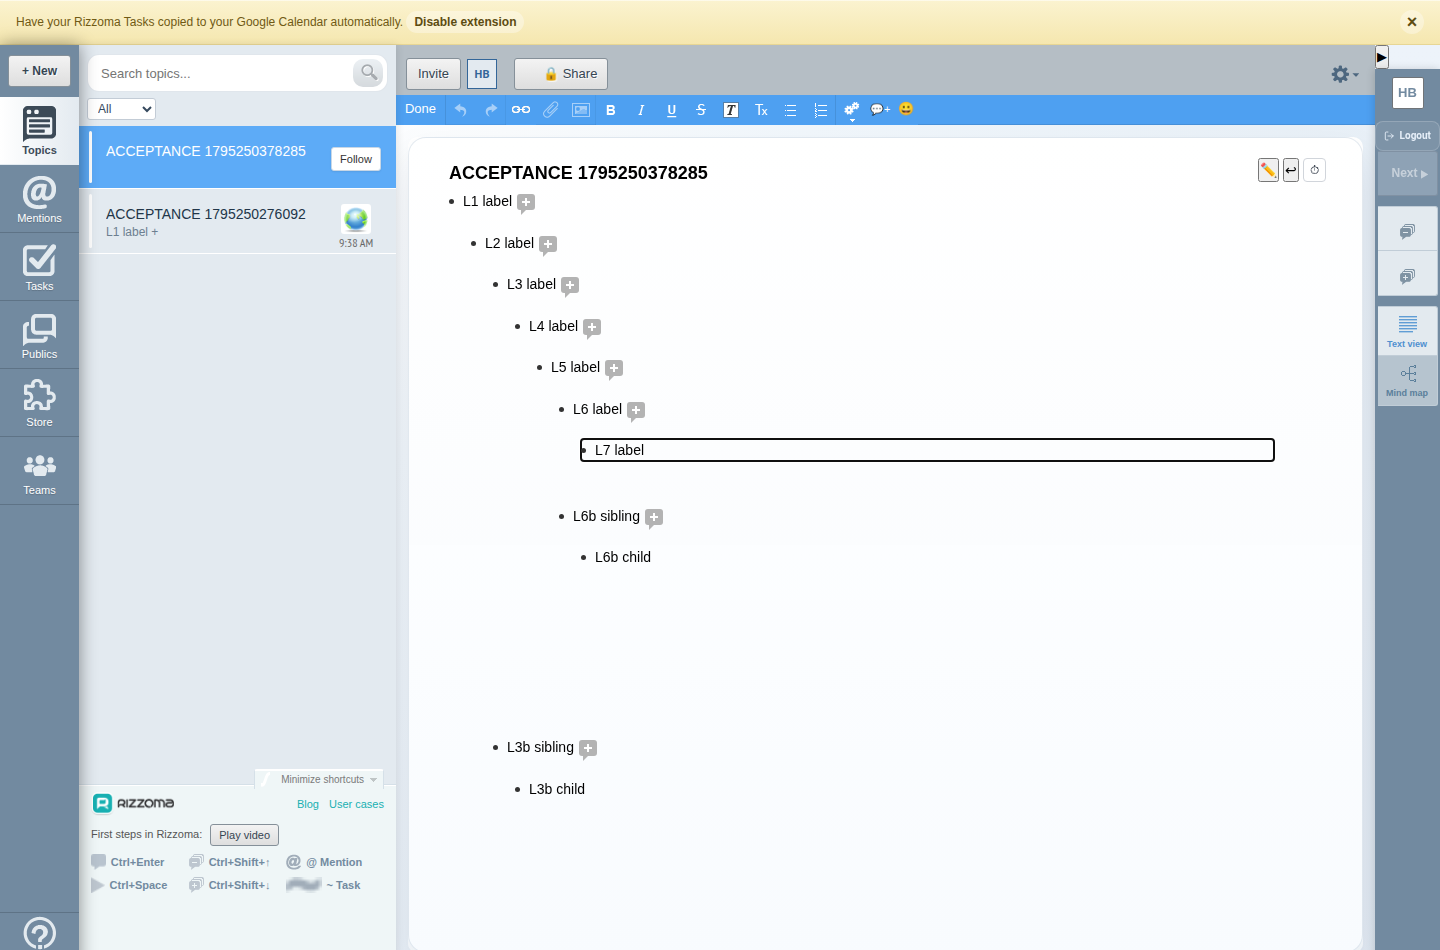 Have your Rizzoma Tasks copied to your Google Calendar automatically. Disable extension ✕
+ New
Topics
Mentions
Tasks
Publics
Store
Teams
Search topics...
All
ACCEPTANCE 1795250378285
Follow
ACCEPTANCE 1795250276092
L1 label +
9:38 AM
Minimize shortcuts
RIZZOMA
Blog User cases
First steps in Rizzoma: Play video
Ctrl+Enter Ctrl+Shift+↑ @ Mention
Ctrl+Space Ctrl+Shift+↓ ~ Task
Invite HB 🔒 Share
Done B I U S T Tx
ACCEPTANCE 1795250378285
• L1 label
• L2 label
• L3 label
• L4 label
• L5 label
• L6 label
• L7 label
• L6b sibling
• L6b child
• L3b sibling
• L3b child
▶
HB
Logout
Next ▶
Text view
Mind map